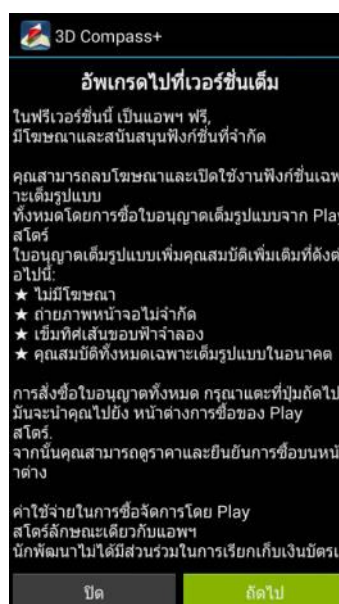 3D Compass+
อัพเกรดไปที่เวอร์ชั่นเต็ม
ในฟรีเวอร์ชั่นนี้ เป็นแอพฯ ฟรี,
มีโฆษณาและสนันสนุนฟังก์ชั่นที่จำกัด
คุณสามารถลบโฆษณาและเปิดใช้งานฟังก์ชั่นเฉพ
าะเต็มรูปแบบ
ทั้งหมดโดยการซื้อใบอนุญาตเต็มรูปแบบจาก Play
สโตร์
ใบอนุญาตเต็มรูปแบบเพิ่มคุณสมบัติเพิ่มเติมที่ดังต่
อไปนี้:
★ ไม่มีโฆษณา
★ ถ่ายภาพหน้าจอไม่จำกัด
★ เข็มทิศเส้นขอบฟ้าจำลอง
★ คุณสมบัติทั้งหมดเฉพาะเต็มรูปแบบในอนาคต
การสั่งซื้อใบอนุญาตทั้งหมด กรุณาแตะที่ปุ่มถัดไป
มันจะนำคุณไปยัง หน้าต่างการซื้อของ Play
สโตร์.
จากนั้นคุณสามารถดูราคาและยืนยันการซื้อบนหน้
าต่าง
ค่าใช้จ่ายในการซื้อจัดการโดย Play
สโตร์ลักษณะเดียวกับแอพฯ
นักพัฒนาไม่ได้มีส่วนร่วมในการเรียกเก็บเงินบัตรเ
ปิด
ถัดไป